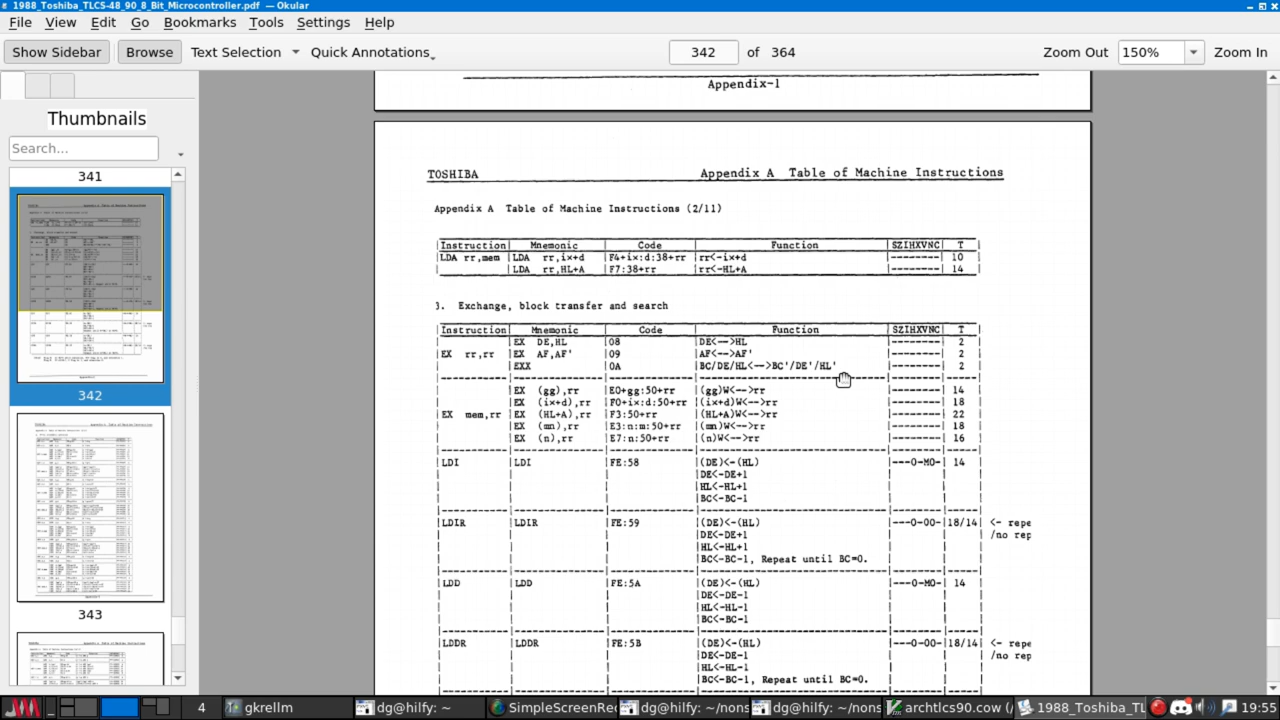 1988_Toshiba_TLCS-48_90_8_Bit_Microcontroller.pdf — Okular
File View Edit Go Bookmarks Tools Settings Help
Show Sidebar Browse Text Selection Quick Annotations 342 of 364 Zoom Out 150% Zoom In
Thumbnails
Search...
341
342
343
Appendix-1
TOSHIBA Appendix A Table of Machine Instructions
Appendix A Table of Machine Instructions (2/11)
Instruction Mnemonic Code Function SZIHXVNC T
LDA rr,mem LDA rr,ix+d F4+ix:d:38+rr rr<-ix+d -------- 10
LDA rr,HL+A F7:38+rr rr<-HL+A -------- 14
3. Exchange, block transfer and search
Instruction Mnemonic Code Function SZIHXVNC T
EX DE,HL 08 DE<-->HL -------- 2
EX rr,rr EX AF,AF' 09 AF<-->AF' -------- 2
EXX 0A BC/DE/HL<-->BC'/DE'/HL' -------- 2
EX (gg),rr E0+gg:50+rr (gg)W<-->rr -------- 14
EX (ix+d),rr F0+ix:d:50+rr (ix+d)W<-->rr -------- 18
EX mem,rr EX (HL+A),rr F3:50+rr (HL+A)W<-->rr -------- 22
EX (mn),rr E3:n:m:50+rr (mn)W<-->rr -------- 18
EX (n),rr E7:n:50+rr (n)W<-->rr -------- 16
LDI LDI FE:58 (DE)<-(HL) ---0-M0- 14
DE<-DE+1
HL<-HL+1
BC<-BC-1
LDIR LDIR FE:59 (DE)<-(HL) ---0-00- 18/14 <- repe
DE<-DE+1 /no rep
HL<-HL+1
BC<-BC-1, Repeat until BC=0.
LDD LDD FE:5A (DE)<-(HL) ---0-M0- 14
DE<-DE-1
HL<-HL-1
BC<-BC-1
LDDR LDDR FE:5B (DE)<-(HL) ---0-00- 18/14 <- repe
DE<-DE-1 /no rep
HL<-HL-1
BC<-BC-1, Repeat until BC=0.
4 gkrellm dg@hilfy: ~ SimpleScreenRec dg@hilfy: ~/nons dg@hilfy: ~/nons archtlcs90.cow (/ 1988_Toshiba_TL 19:55